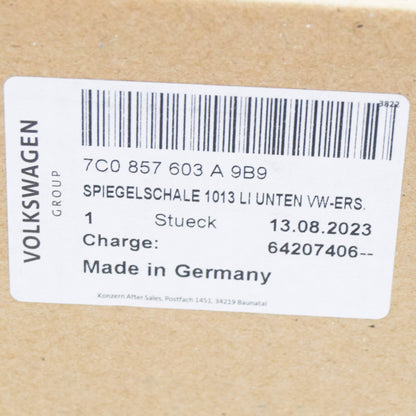 3822
VOLKSWAGEN
GROUP
7C0 857 603 A 9B9
SPIEGELSCHALE 1013 LI UNTEN VW-ERS.
1 Stueck 13.08.2023
Charge: 64207406--
Made in Germany
Konzern After Sales, Postfach 1451, 34219 Baunatal